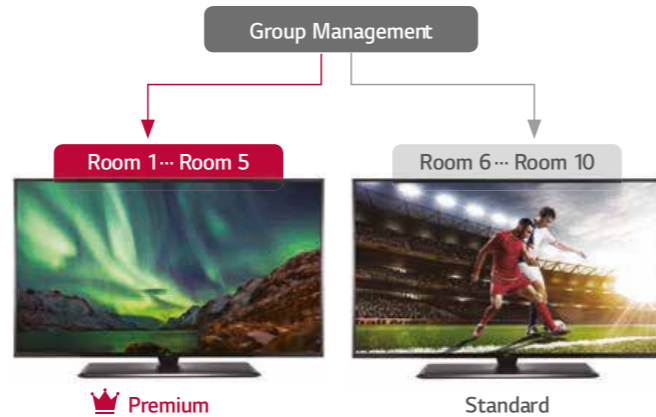 Group Management
Room 1··· Room 5
Room 6··· Room 10
Premium
Standard